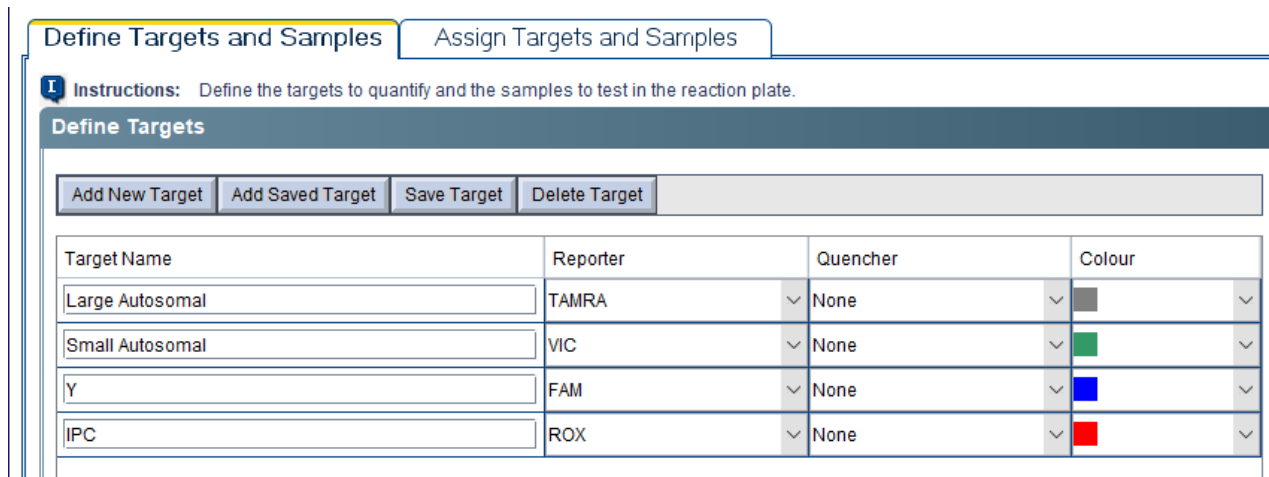 Define Targets and Samples Assign Targets and Samples
I Instructions: Define the targets to quantify and the samples to test in the reaction plate.
Define Targets
Add New Target Add Saved Target Save Target Delete Target
Target Name Reporter Quencher Colour
Large Autosomal TAMRA None
Small Autosomal VIC None
Y FAM None
IPC ROX None